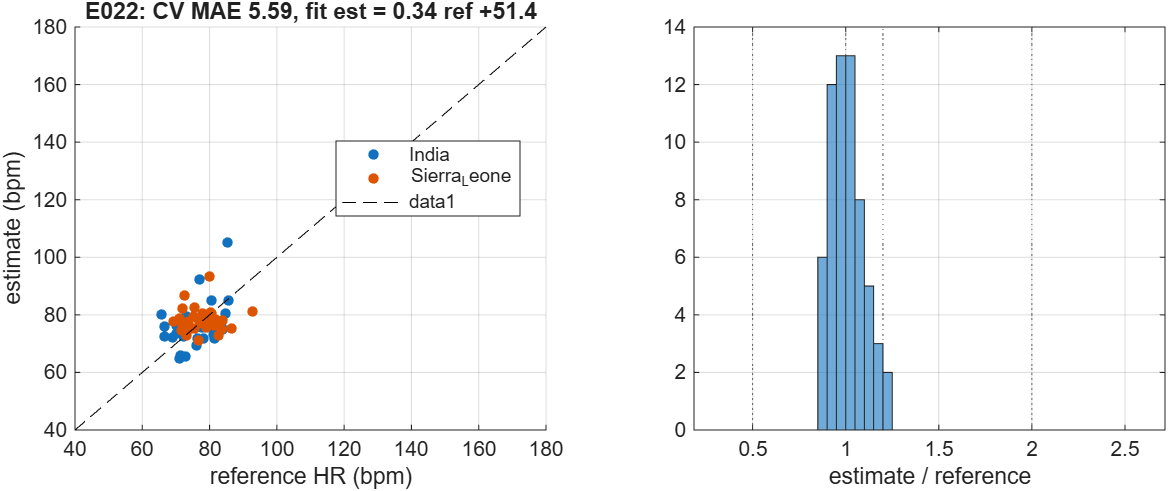 E022: CV MAE 5.59, fit est = 0.34 ref +51.4
180
160
140
120
100
80
60
40
estimate (bpm)
India
Sierra_Leone
data1
40 60 80 100 120 140 160 180
reference HR (bpm)
14
12
10
8
6
4
2
0
0.5 1 1.5 2 2.5
estimate / reference